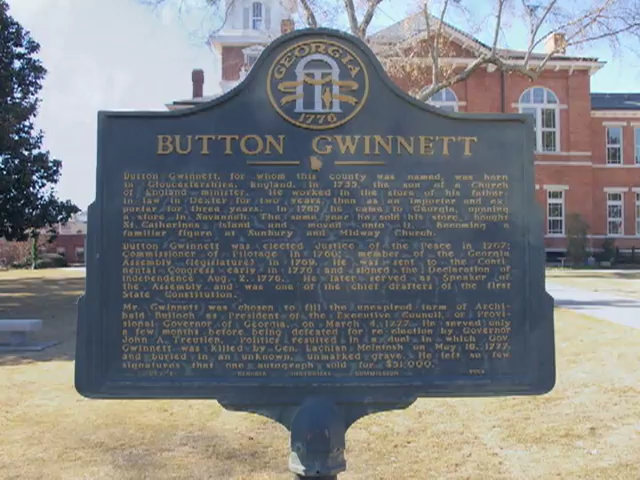 GEORGIA
1776
BUTTON GWINNETT
Button Gwinnett, for whom this county was named, was born
in Gloucestershire, England, in 1735, the son of a Church
of England minister. He worked in the store of his father-
in-law in Dealer for two years, then as an importer and ex-
porter for three years. In 1765 he came to Georgia, opening
a store in Savannah. The same year he sold his store, bought
St. Catherines Island and moved onto it, becoming a
familiar figure at Sunbury and Midway Church.
Button Gwinnett was elected Justice of the Peace in 1767;
Commissioner of Pilotage in 1768; member of the Georgia
Assembly (legislature) in 1769. He was sent to the Conti-
nental Congress early in 1776 and signed the Declaration of
Independence Aug. 2, 1776. He later served as Speaker of
the Assembly and was one of the chief drafters of the first
State Constitution.
Mr. Gwinnett was chosen to fill the unexpired term of Archi-
bald Bulloch as President of the Executive Council, or Provi-
sional Governor of Georgia, on March 4, 1777. He served only
a few months before being defeated for re-election by Governor
John A. Treutlen. Politics resulted in a duel in which Gov.
Gwinnett was killed by Gen. Lachlan McIntosh on May 16, 1777,
and buried in an unknown, unmarked grave. He left so few
signatures that one autograph sold for $51,000.
GEORGIA HISTORICAL COMMISSION